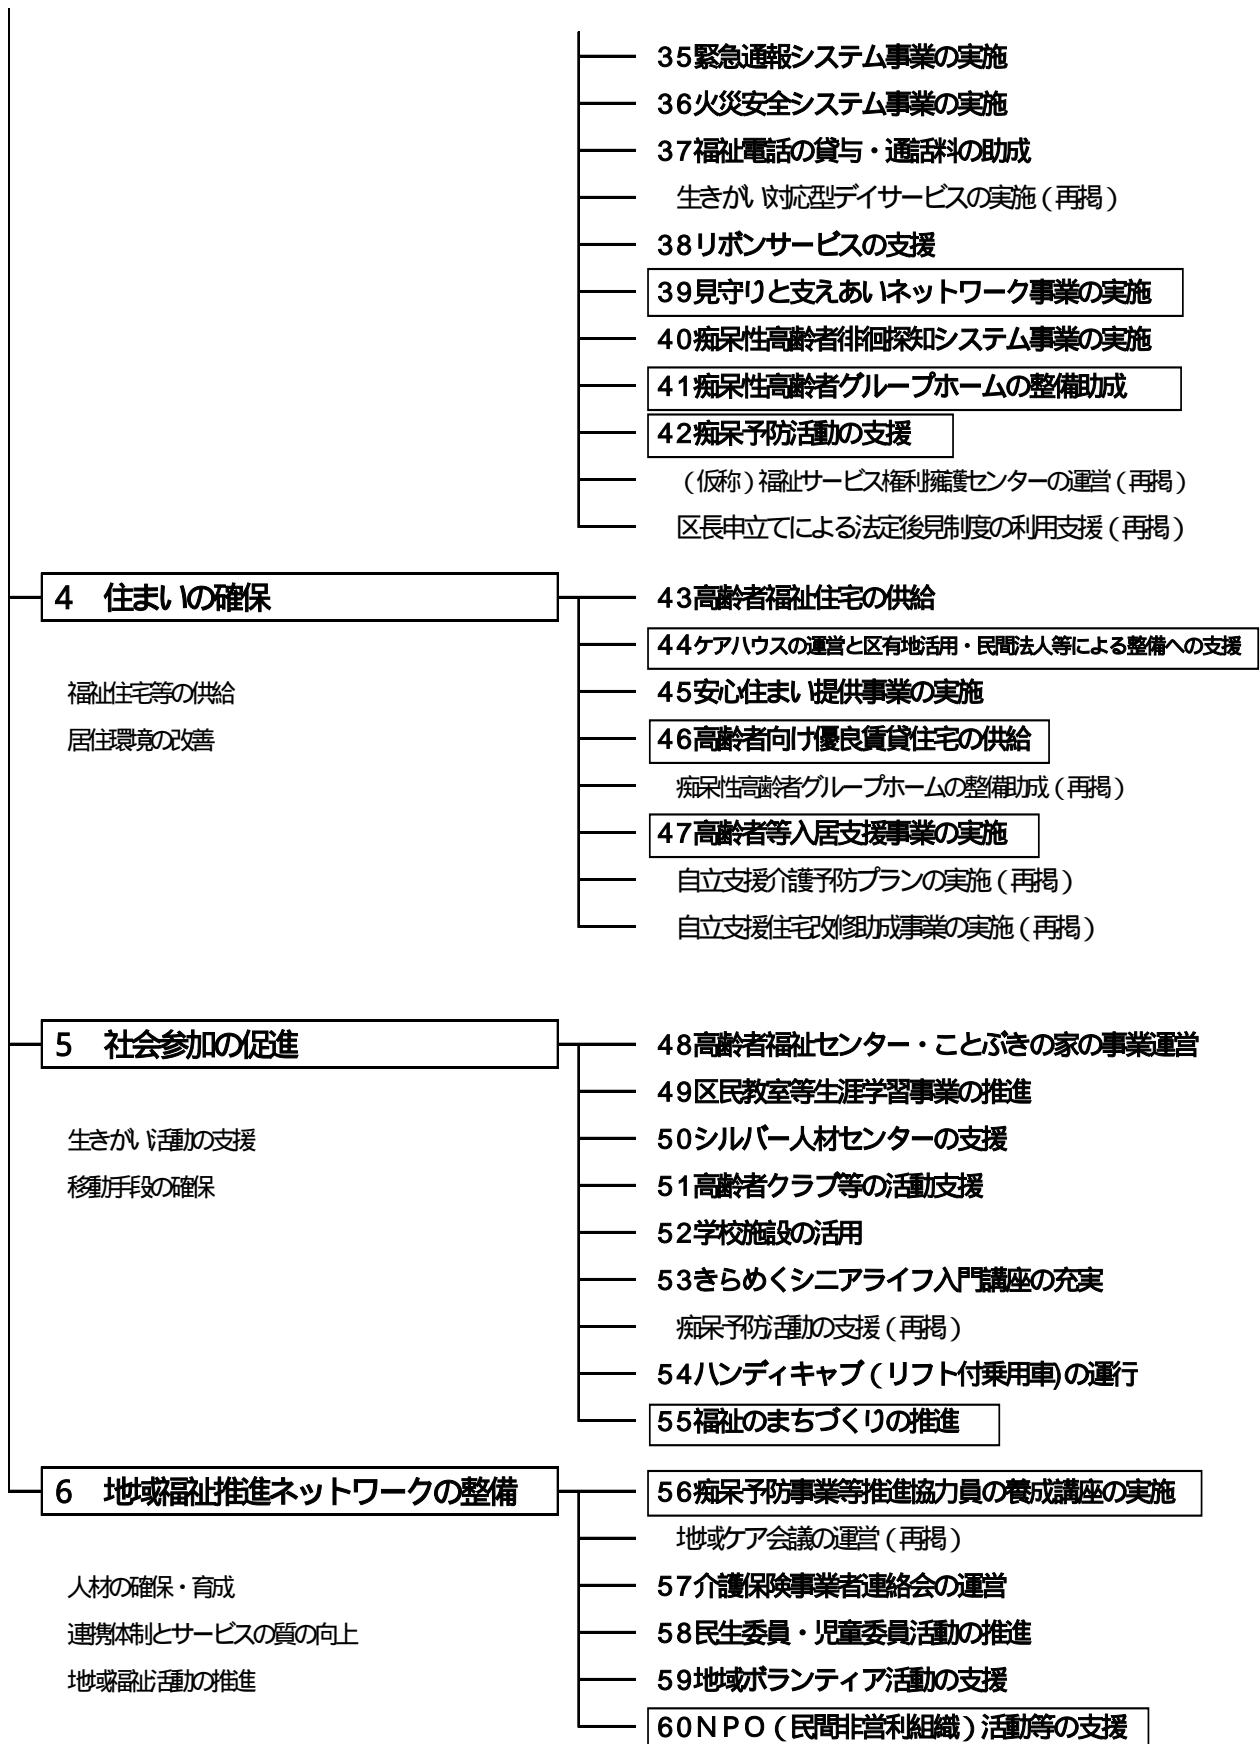 35緊急通報システム事業の実施
36火災安全システム事業の実施
37福祉電話の貸与・通話料の助成
生きがい対応型デイサービスの実施(再掲)
38リボンサービスの支援
39見守りと支えあいネットワーク事業の実施
40痴呆性高齢者徘徊探知システム事業の実施
41痴呆性高齢者グループホームの整備助成
42痴呆予防活動の支援
(仮称)福祉サービス権利擁護センターの運営(再掲)
区長申立てによる法定後見制度の利用支援(再掲)
4 住まいの確保
福祉住宅等の供給
居住環境の改善
43高齢者福祉住宅の供給
44ケアハウスの運営と区有地活用・民間法人等による整備への支援
45安心住まい提供事業の実施
46高齢者向け優良賃貸住宅の供給
痴呆性高齢者グループホームの整備助成(再掲)
47高齢者等入居支援事業の実施
自立支援介護予防プランの実施(再掲)
自立支援住宅改修助成事業の実施(再掲)
5 社会参加の促進
生きがい活動の支援
移動手段の確保
48高齢者福祉センター・ことぶきの家の事業運営
49区民教室等生涯学習事業の推進
50シルバー人材センターの支援
51高齢者クラブ等の活動支援
52学校施設の活用
53きらめくシニアライフ入門講座の充実
痴呆予防活動の支援(再掲)
54ハンディキャブ(リフト付乗用車)の運行
55福祉のまちづくりの推進
6 地域福祉推進ネットワークの整備
人材の確保・育成
連携体制とサービスの質の向上
地域福祉活動の推進
56痴呆予防事業等推進協力員の養成講座の実施
地域ケア会議の運営(再掲)
57介護保険事業者連絡会の運営
58民生委員・児童委員活動の推進
59地域ボランティア活動の支援
60NPO(民間非営利組織)活動等の支援